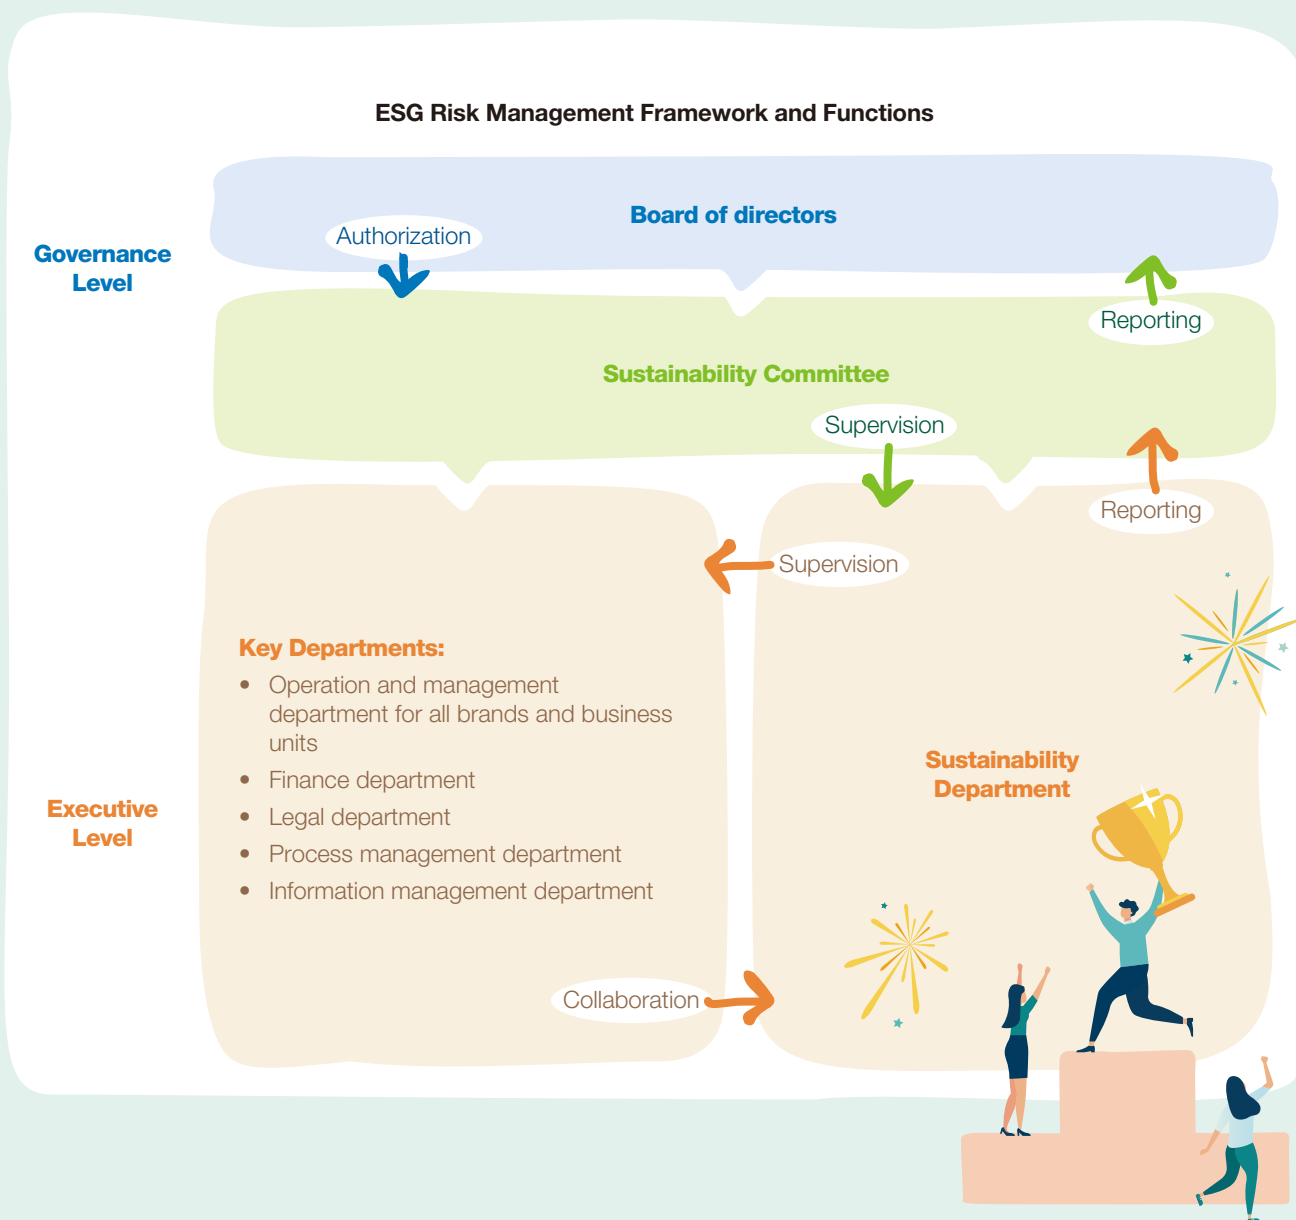 ESG Risk Management Framework and Functions
Board of directors
Authorization
Governance
Level
Reporting
Sustainability Committee
Supervision
Reporting
Supervision
Key Departments:
• Operation and management
department for all brands and business
units
• Finance department
• Legal department
• Process management department
• Information management department
Sustainability
Department
Executive
Level
Collaboration